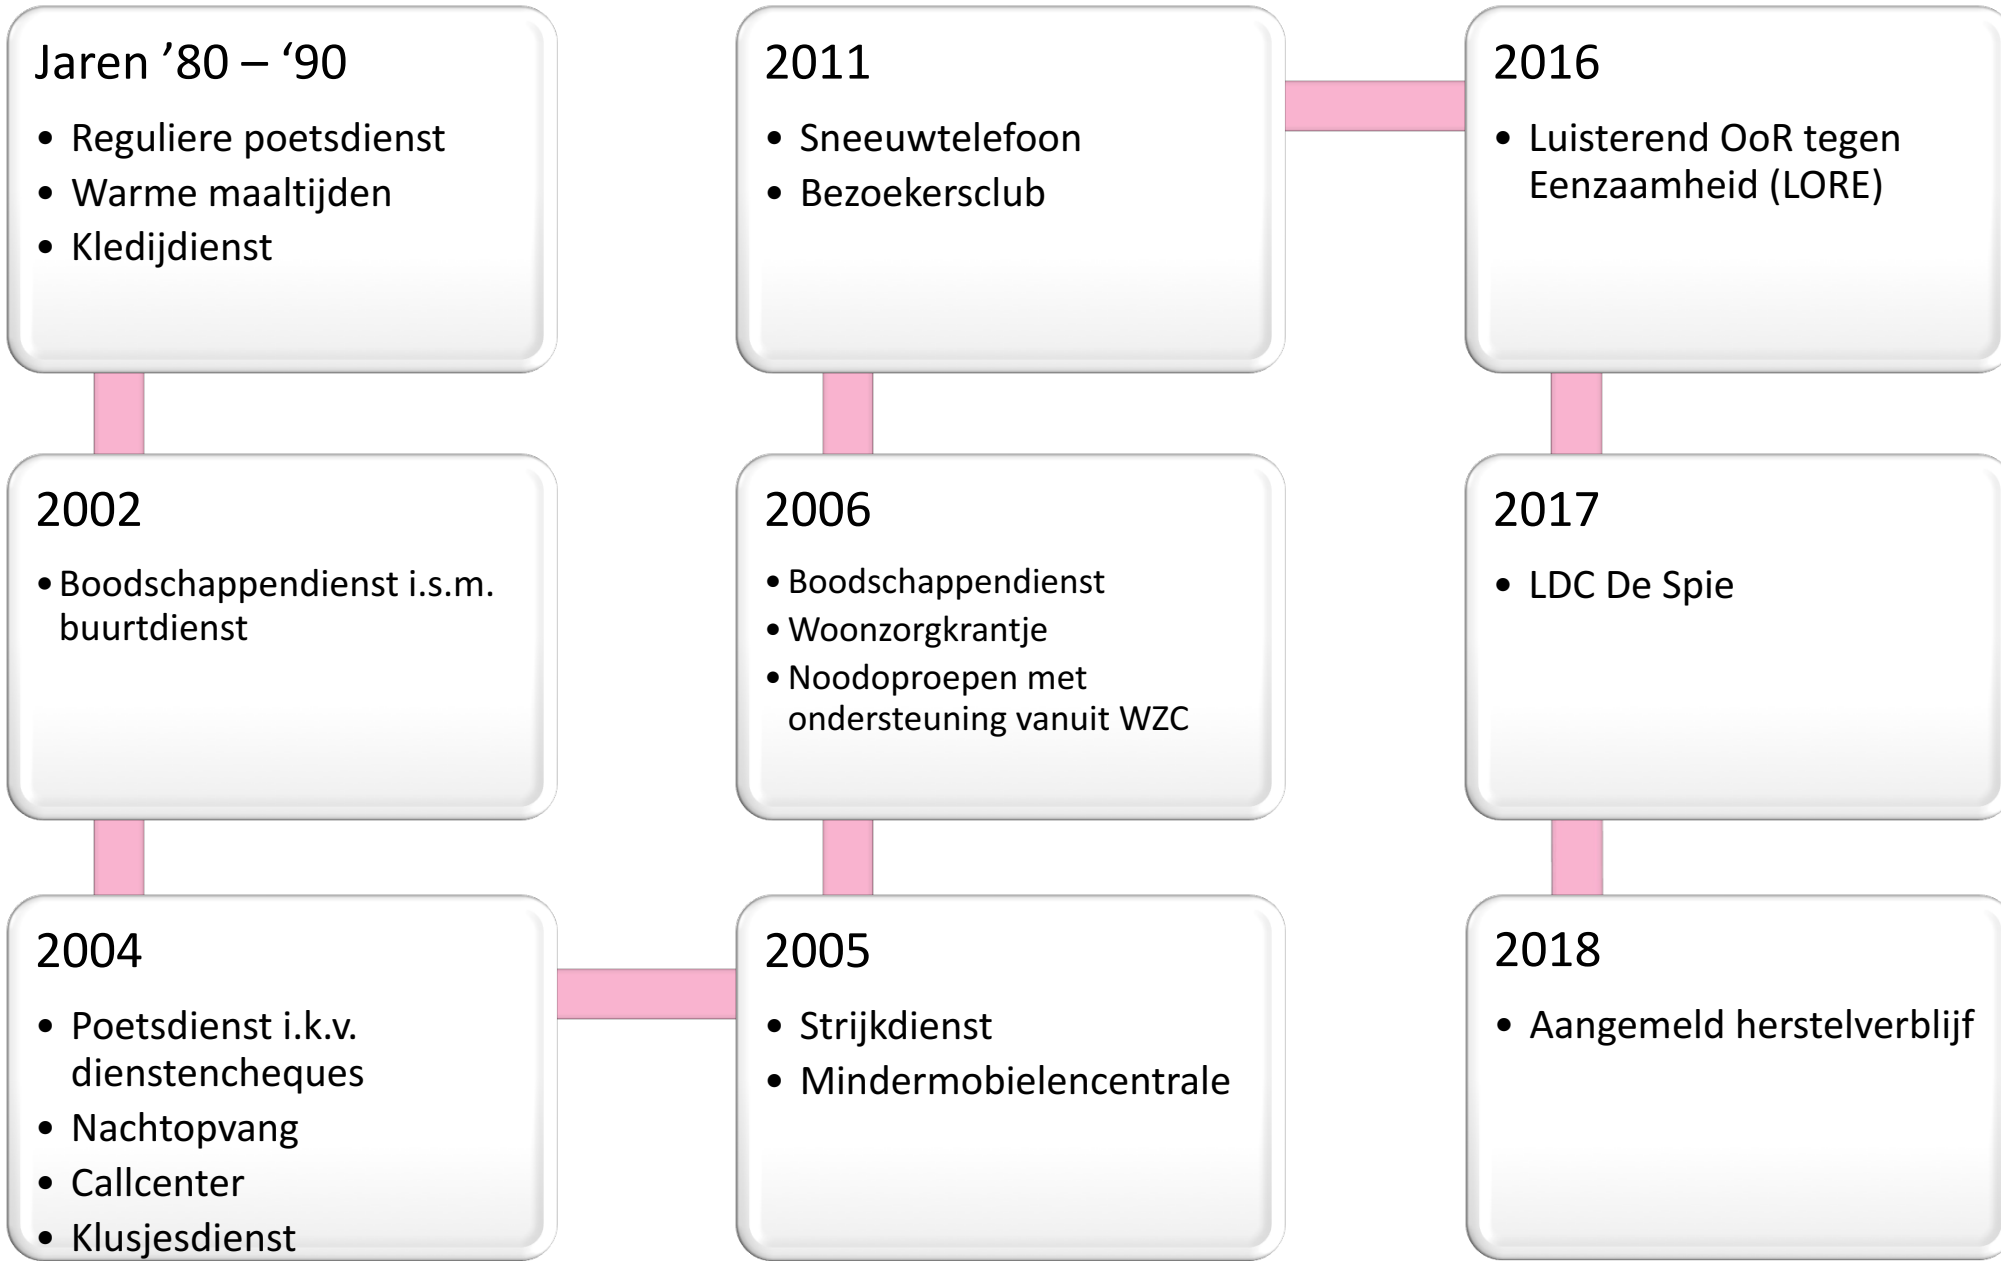 Jaren ’80 – ‘90
• Reguliere poetsdienst
• Warme maaltijden
• Kledijdienst
2002
• Boodschappendienst i.s.m.
buurtdienst
2004
• Poetsdienst i.k.v.
dienstencheques
• Nachtopvang
• Callcenter
• Klusjesdienst
2005
• Strijkdienst
• Mindermobielencentrale
2006
• Boodschappendienst
• Woonzorgkrantje
• Noodoproepen met
ondersteuning vanuit WZC
2011
• Sneeuwtelefoon
• Bezoekersclub
2016
• Luisterend OoR tegen
Eenzaamheid (LORE)
2017
• LDC De Spie
2018
• Aangemeld herstelverblijf